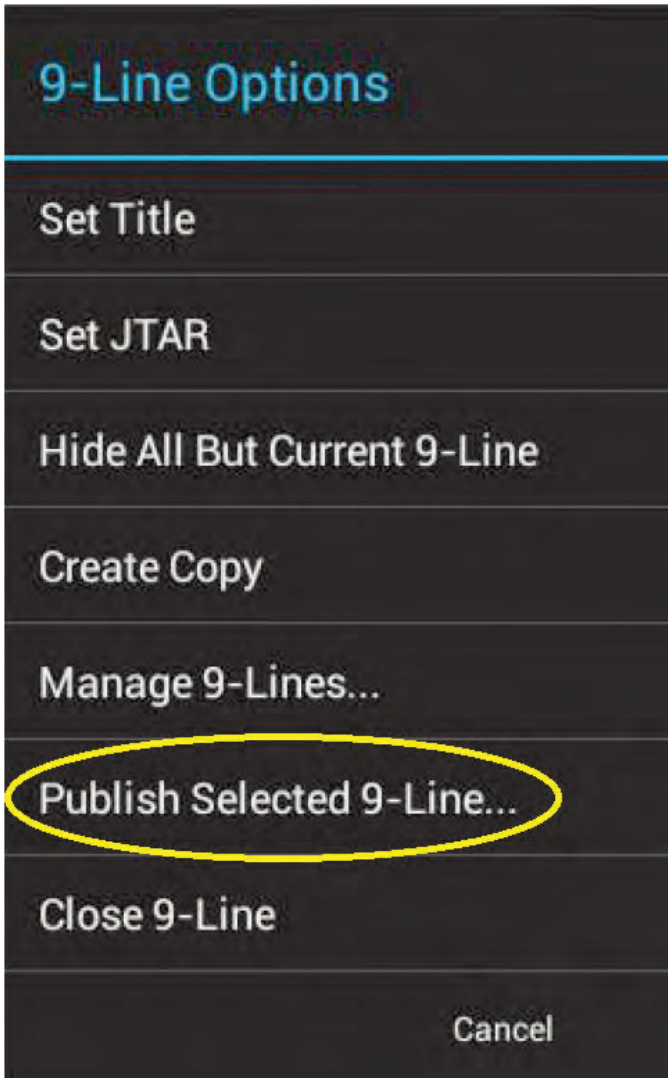 9-Line Options
Set Title
Set JTAR
Hide All But Current 9-Line
Create Copy
Manage 9-Lines...
Publish Selected 9-Line...
Close 9-Line
Cancel